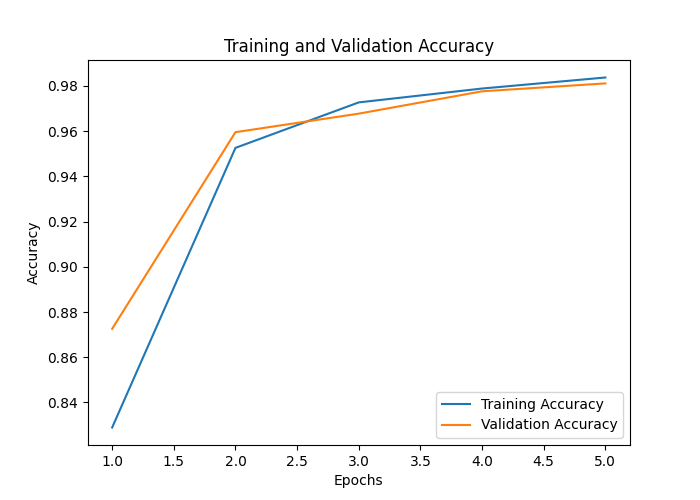 Training and Validation Accuracy
Accuracy
0.98
0.96
0.94
0.92
0.90
0.88
0.86
0.84
1.0 1.5 2.0 2.5 3.0 3.5 4.0 4.5 5.0
Epochs
Training Accuracy
Validation Accuracy